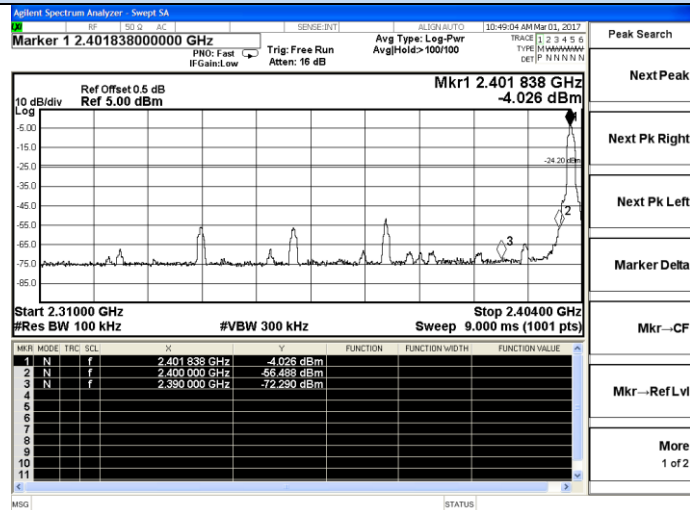 Agilent Spectrum Analyzer - Swept SA
RF 50 Ω AC SENSE:INT ALIGNAUTO 10:49:04 AM Mar 01, 2017
Marker 1 2.401838000000 GHz
PNO: Fast
IFGain:Low
Trig: Free Run
Atten: 16 dB
Avg Type: Log-Pwr
Avg|Hold:>100/100
TRACE 1 2 3 4 5 6
TYPE M WWWWW
DET P N N N N N
Ref Offset 0.5 dB
Ref 5.00 dBm
10 dB/div
Log
Mkr1 2.401 838 GHz
-4.026 dBm
1
-5.00
-15.0
-24.20 dBm
-25.0
-35.0
-45.0
2
-55.0
3
-65.0
-75.0
-85.0
Start 2.31000 GHz
Stop 2.40400 GHz
#Res BW 100 kHz
#VBW 300 kHz
Sweep 9.000 ms (1001 pts)
MKR MODE TRC SCL X Y FUNCTION FUNCTION WIDTH FUNCTION VALUE
1 N f 2.401 838 GHz -4.026 dBm
2 N f 2.400 000 GHz -56.488 dBm
3 N f 2.390 000 GHz -72.290 dBm
4
5
6
7
8
9
10
11
MSG
STATUS
Peak Search
Next Peak
Next Pk Right
Next Pk Left
Marker Delta
Mkr→CF
Mkr→RefLvl
More
1 of 2